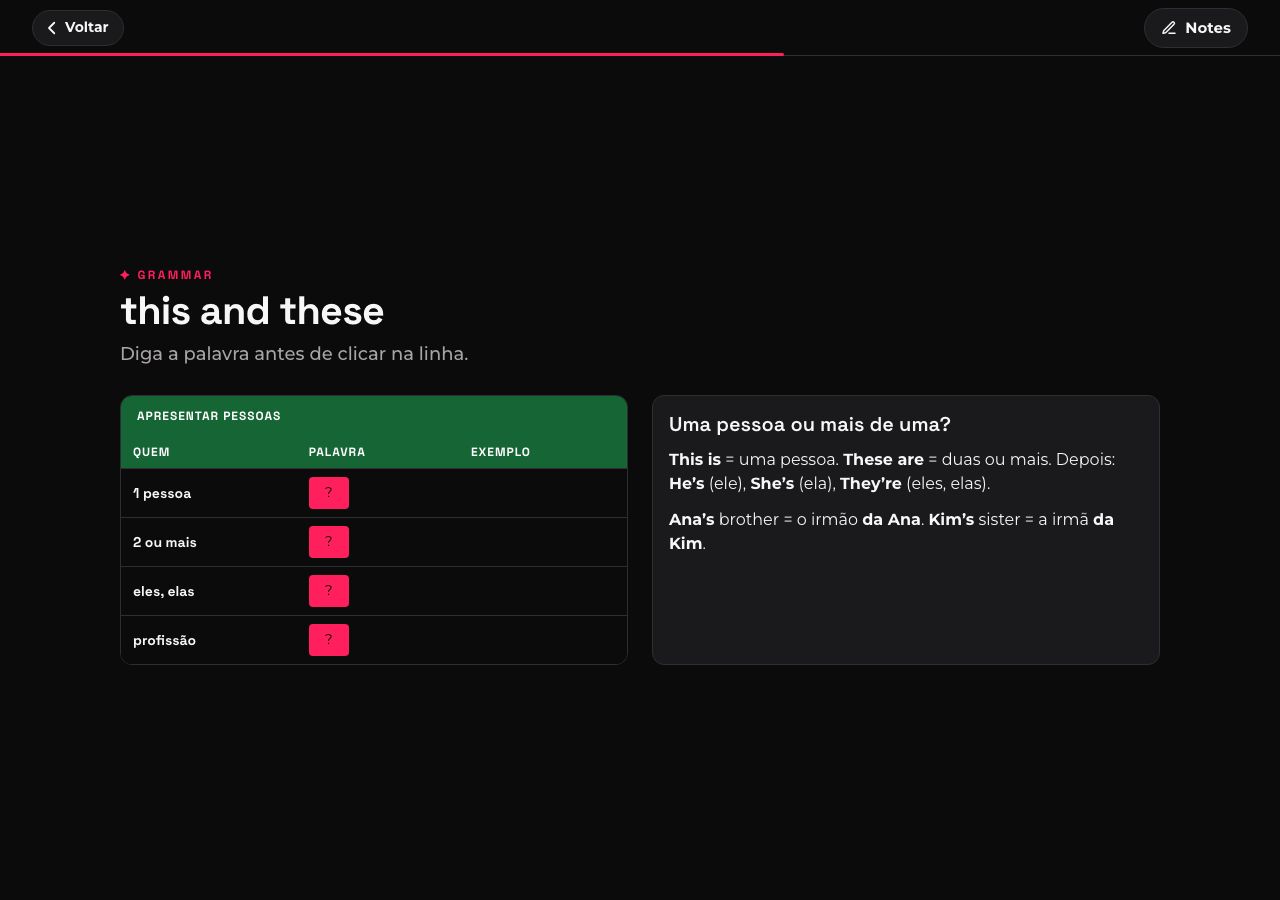 Voltar
Notes
GRAMMAR
this and these
Diga a palavra antes de clicar na linha.
APRESENTAR PESSOAS
QUEM PALAVRA EXEMPLO
1 pessoa ?
2 ou mais ?
eles, elas ?
profissão ?
Uma pessoa ou mais de uma?
This is = uma pessoa. These are = duas ou mais. Depois:
He’s (ele), She’s (ela), They’re (eles, elas).
Ana’s brother = o irmão da Ana. Kim’s sister = a irmã da
Kim.